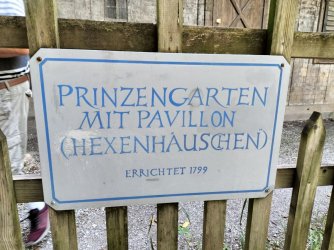 PRINZENGARTEN
MIT PAVILLON
(HEXENHÄUSCHEN)
ERRICHTET 1799